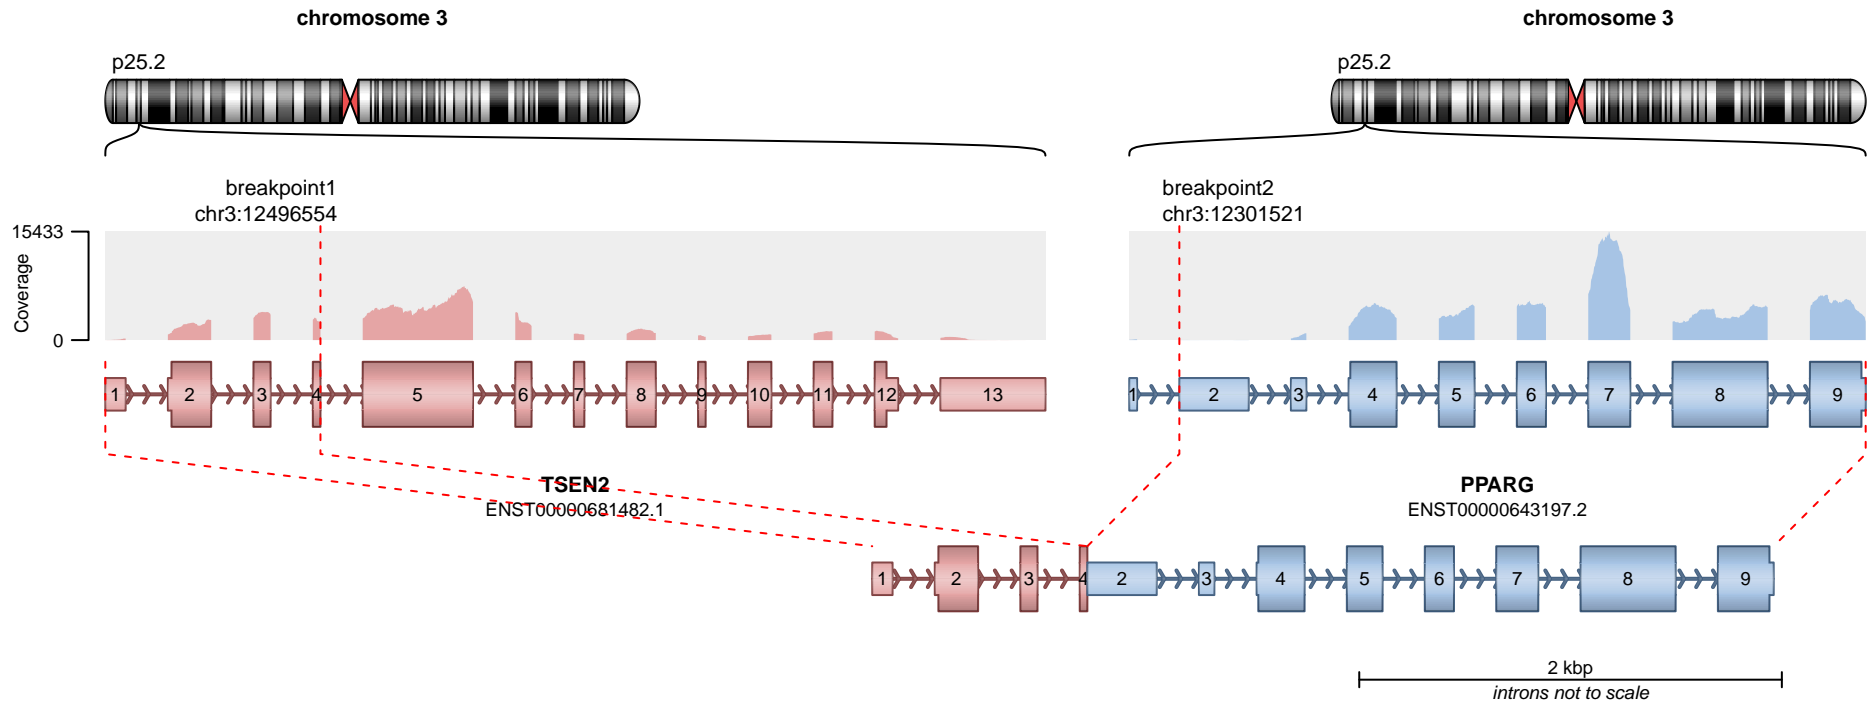 chromosome 3
chromosome 3
p25.2
p25.2
breakpoint1
chr3:12496554
breakpoint2
chr3:12301521
15433
Coverage
0
1 2 3 4 5 6 7 8 9 10 11 12 13
1 2 3 4 5 6 7 8 9
TSEN2
ENST00000681482.1
PPARG
ENST00000643197.2
1 2 3 4 2 3 4 5 6 7 8 9
2 kbp
introns not to scale